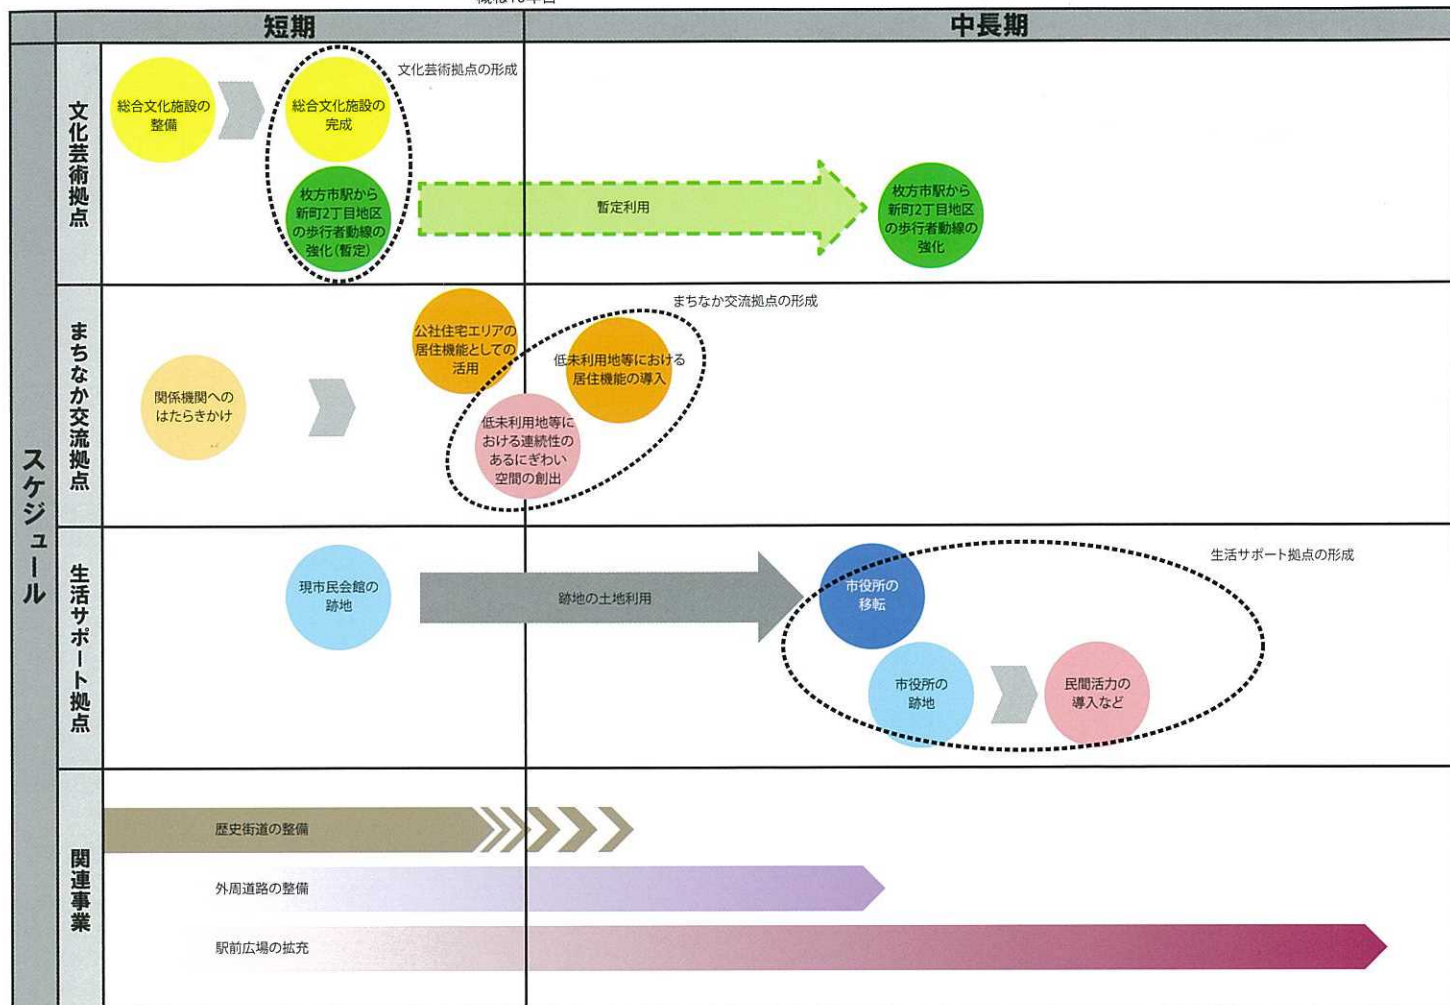 概ね10年目
短期
中長期
スケジュール
文化芸術拠点
文化芸術拠点の形成
総合文化施設の
整備
総合文化施設の
完成
枚方市駅から
新町2丁目地区
の歩行者動線の
強化(暫定)
暫定利用
枚方市駅から
新町2丁目地区
の歩行者動線の
強化
まちなか交流拠点
まちなか交流拠点の形成
関係機関への
はたらきかけ
公社住宅エリアの
居住機能としての
活用
低未利用地等における
居住機能の導入
低未利用地等に
おける連続性の
あるにぎわい
空間の創出
生活サポート拠点
生活サポート拠点の形成
現市民会館の
跡地
跡地の土地利用
市役所の
移転
市役所の
跡地
民間活力の
導入など
関連事業
歴史街道の整備
外周道路の整備
駅前広場の拡充